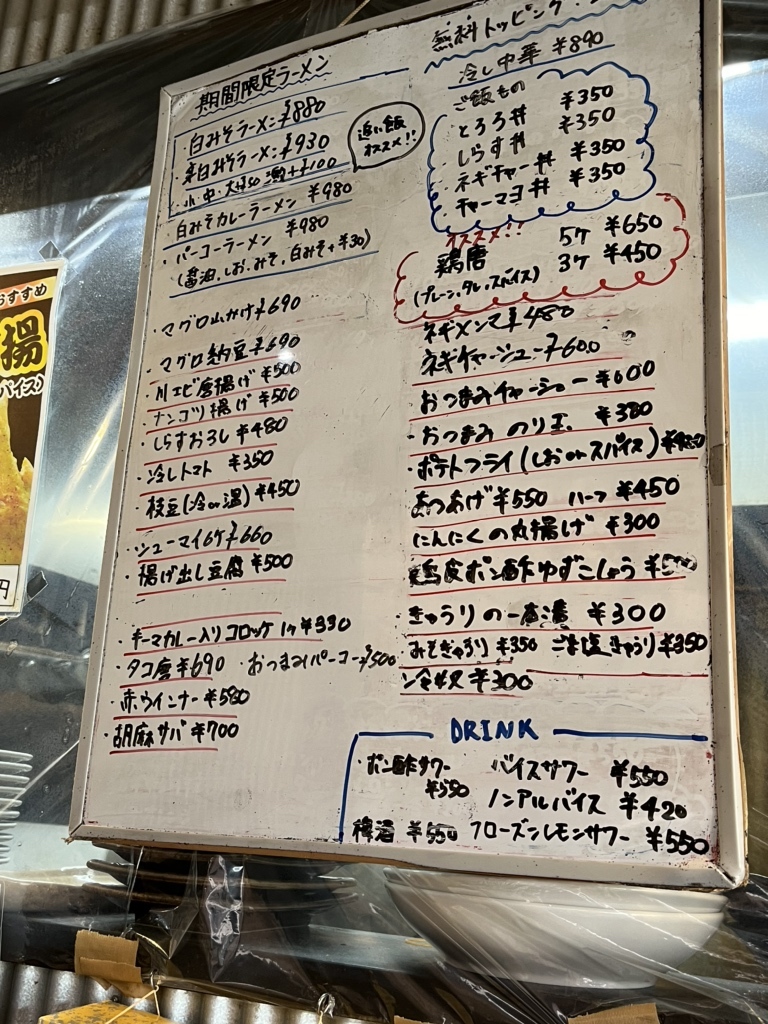 期間限定ラーメン
白みそラーメン ¥880
辛白みそラーメン ¥930
小・中・大 ¥50 激+¥100
追い飯
オススメ!!
白みそカレーラーメン ¥980
・パーコーラーメン ¥980
(醤油、しお、みそ、白みそ+¥30)
・マグロ山かけ ¥690
・マグロ納豆 ¥690
・川エビ唐揚げ ¥500
・ナンコツ揚げ ¥500
・しらすおろし ¥480
・冷しトマト ¥350
・枝豆(冷or温) ¥450
・シューマイ6ケ ¥660
・揚げ出し豆腐 ¥500
・キーマカレー入りコロッケ 1ヶ ¥330
・タコ唐 ¥690 ・おつまみパーコー ¥500
・赤ウインナー ¥580
・胡麻サバ ¥700
無料トッピング
冷し中華 ¥890
ご飯もの
とろろ丼 ¥350
しらす丼 ¥350
ネギチャー丼 ¥350
チャーマヨ丼 ¥350
オススメ!!
鶏唐 5ケ ¥650
3ケ ¥450
(プレーン、タレ、スパイス)
ネギメンマ ¥480
ネギチャーシュー ¥600
おつまみチャーシュー ¥600
・おつまみ のり玉 ¥380
・ポテトフライ(しおorスパイス)
あつあげ ¥550 ハーフ ¥450
にんにくの丸揚げ ¥300
鶏皮ポン酢ゆずこしょう
・きゅうりの一本漬 ¥300
・みそきゅうり ¥350 ごま塩きゅうり ¥350
・冷奴 ¥300
DRINK
・ポン酢サワー ¥550
バイスサワー ¥550
ノンアルバイス ¥420
¥550 フローズンレモンサワー ¥550
おすすめ
揚
パイス)
円